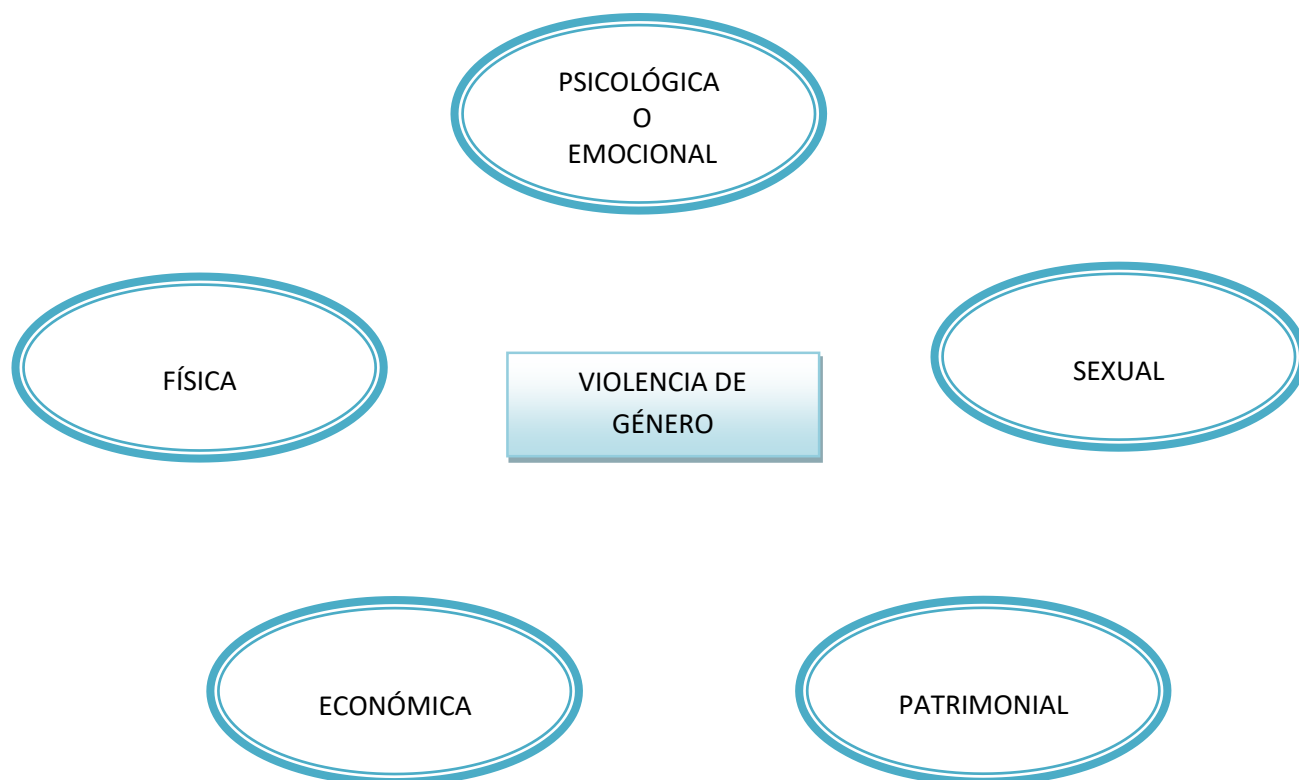 PSICOLÓGICA
O
EMOCIONAL
FÍSICA
VIOLENCIA DE
GÉNERO
SEXUAL
ECONÓMICA
PATRIMONIAL